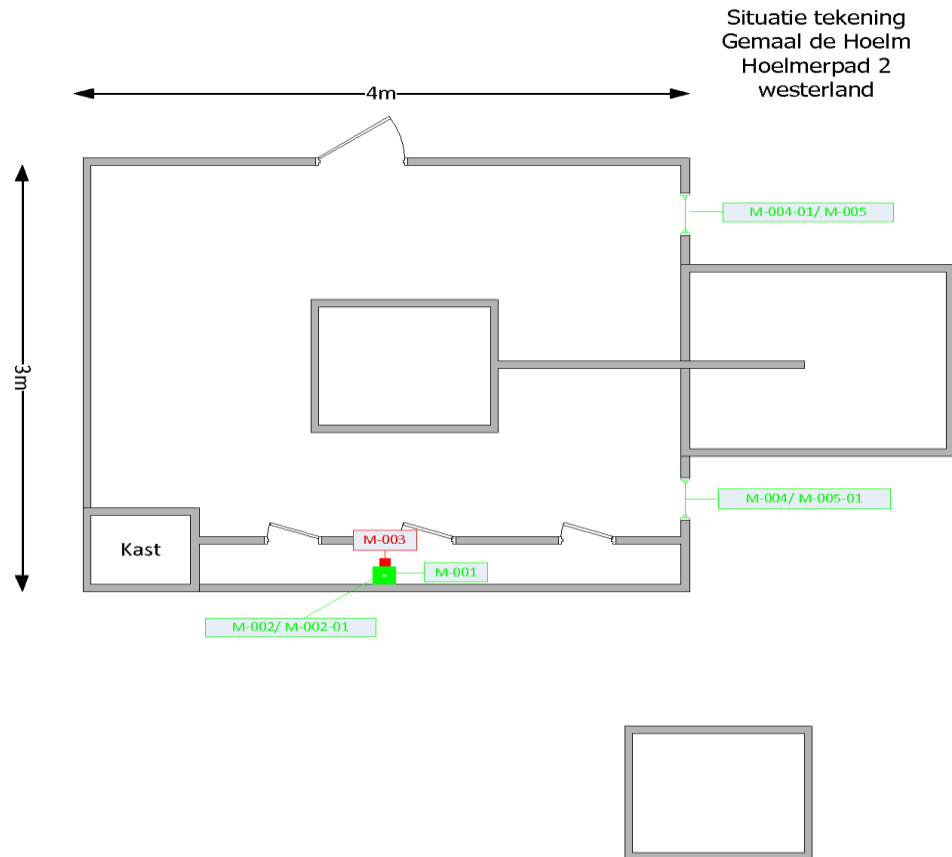 Situatie tekening
Gemaal de Hoelm
Hoelmerpad 2
westerland
4m
M-004-01/ M-005
3m
M-004/ M-005-01
Kast
M-003
M-001
M-002/ M-002-01